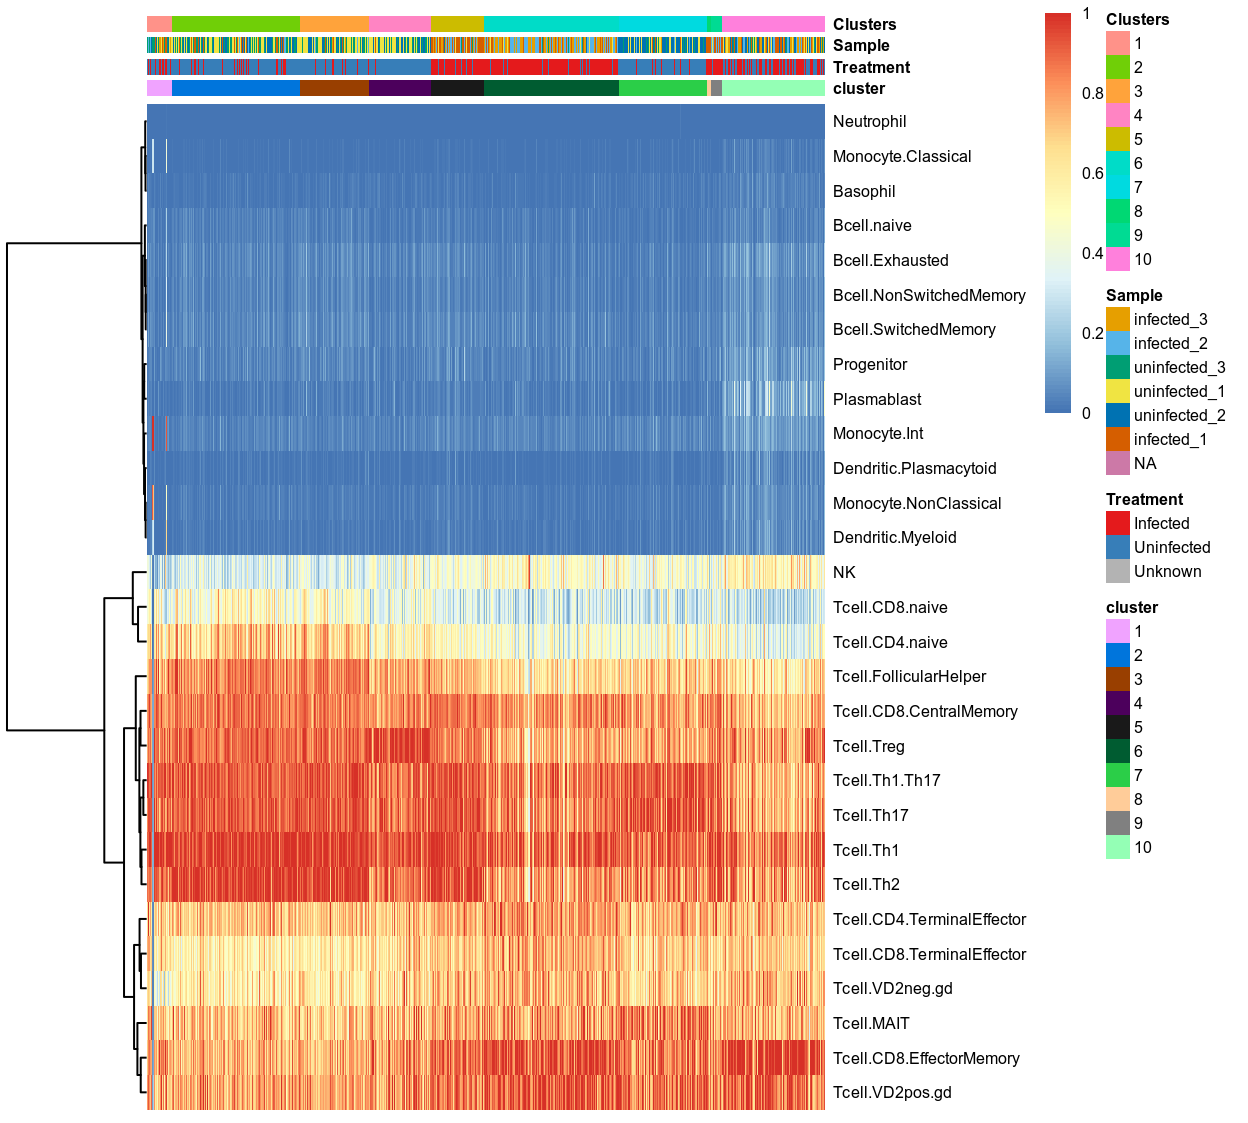 Clusters
Sample
Treatment
cluster
Neutrophil
Monocyte.Classical
Basophil
Bcell.naive
Bcell.Exhausted
Bcell.NonSwitchedMemory
Bcell.SwitchedMemory
Progenitor
Plasmablast
Monocyte.Int
Dendritic.Plasmacytoid
Monocyte.NonClassical
Dendritic.Myeloid
NK
Tcell.CD8.naive
Tcell.CD4.naive
Tcell.FollicularHelper
Tcell.CD8.CentralMemory
Tcell.Treg
Tcell.Th1.Th17
Tcell.Th17
Tcell.Th1
Tcell.Th2
Tcell.CD4.TerminalEffector
Tcell.CD8.TerminalEffector
Tcell.VD2neg.gd
Tcell.MAIT
Tcell.CD8.EffectorMemory
Tcell.VD2pos.gd
1
0.8
0.6
0.4
0.2
0
Clusters
1
2
3
4
5
6
7
8
9
10
Sample
infected_3
infected_2
uninfected_3
uninfected_1
uninfected_2
infected_1
NA
Treatment
Infected
Uninfected
Unknown
cluster
1
2
3
4
5
6
7
8
9
10